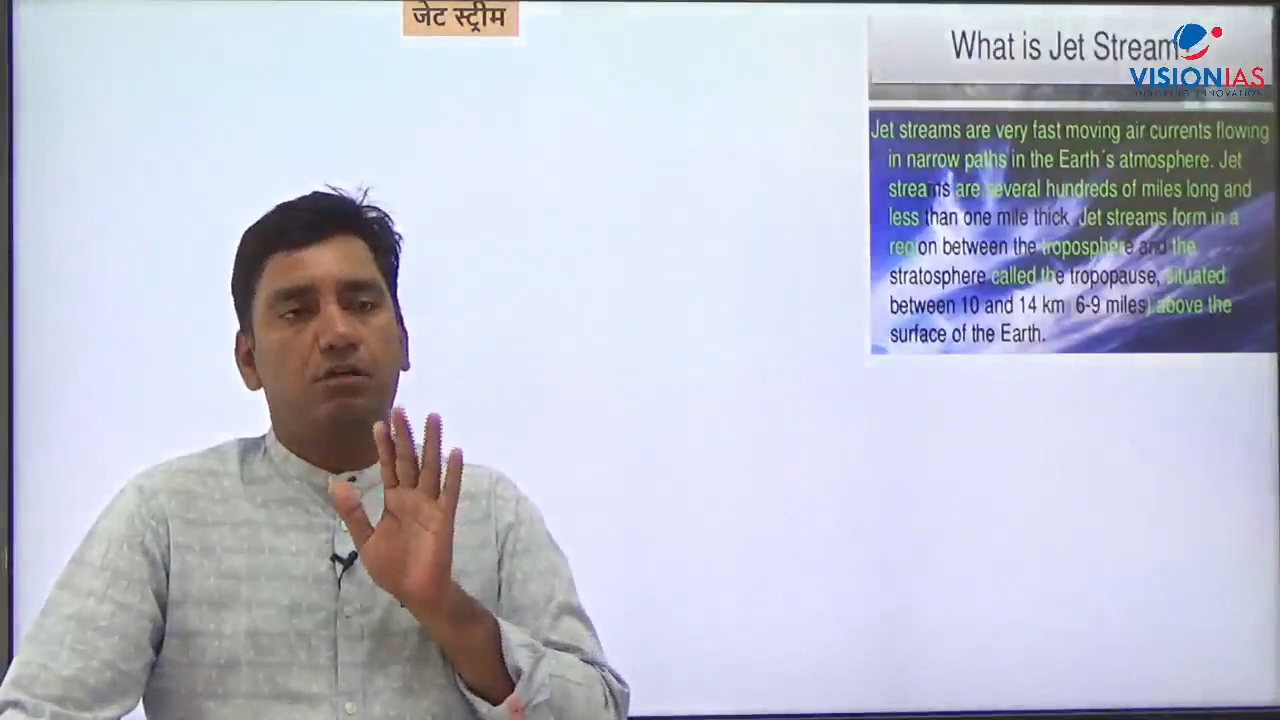 जेट स्ट्रीम
What is Jet Stream
VISIONIAS
Jet streams are very fast moving air currents flowing
in narrow paths in the Earth´s atmosphere. Jet
streams are several hundreds of miles long and
less than one mile thick Jet streams form in a
region between the troposphere and the
stratosphere called the tropopause, situated
between 10 and 14 km 6-9 miles) above the
surface of the Earth.